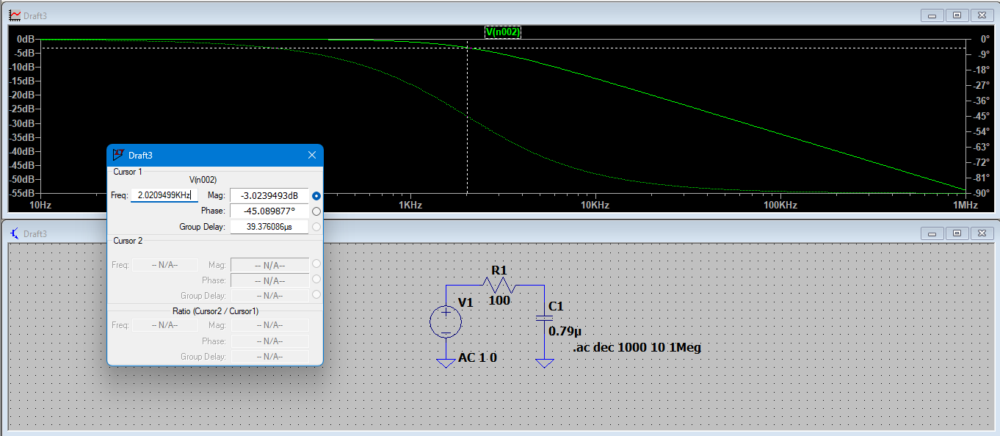 Draft3
V(n002)
0dB
-5dB
-10dB
-15dB
-20dB
-25dB
-30dB
-35dB
-40dB
-45dB
-50dB
-55dB
0°
-9°
-18°
-27°
-36°
-45°
-54°
-63°
-72°
-81°
-90°
10Hz 1KHz 10KHz 100KHz 1MHz
Draft3
Cursor 1
V(n002)
Freq: 2.0209499KHz Mag: -3.0239493dB
Phase: -45.089877°
Group Delay: 39.376086µs
Cursor 2
Freq: -- N/A-- Mag: -- N/A--
Phase: -- N/A--
Group Delay: -- N/A--
Ratio (Cursor2 / Cursor1)
Freq: -- N/A-- Mag: -- N/A--
Phase: -- N/A--
Group Delay: -- N/A--
Draft3
R1
100
V1
AC 1 0
C1
0.79µ
.ac dec 1000 10 1Meg